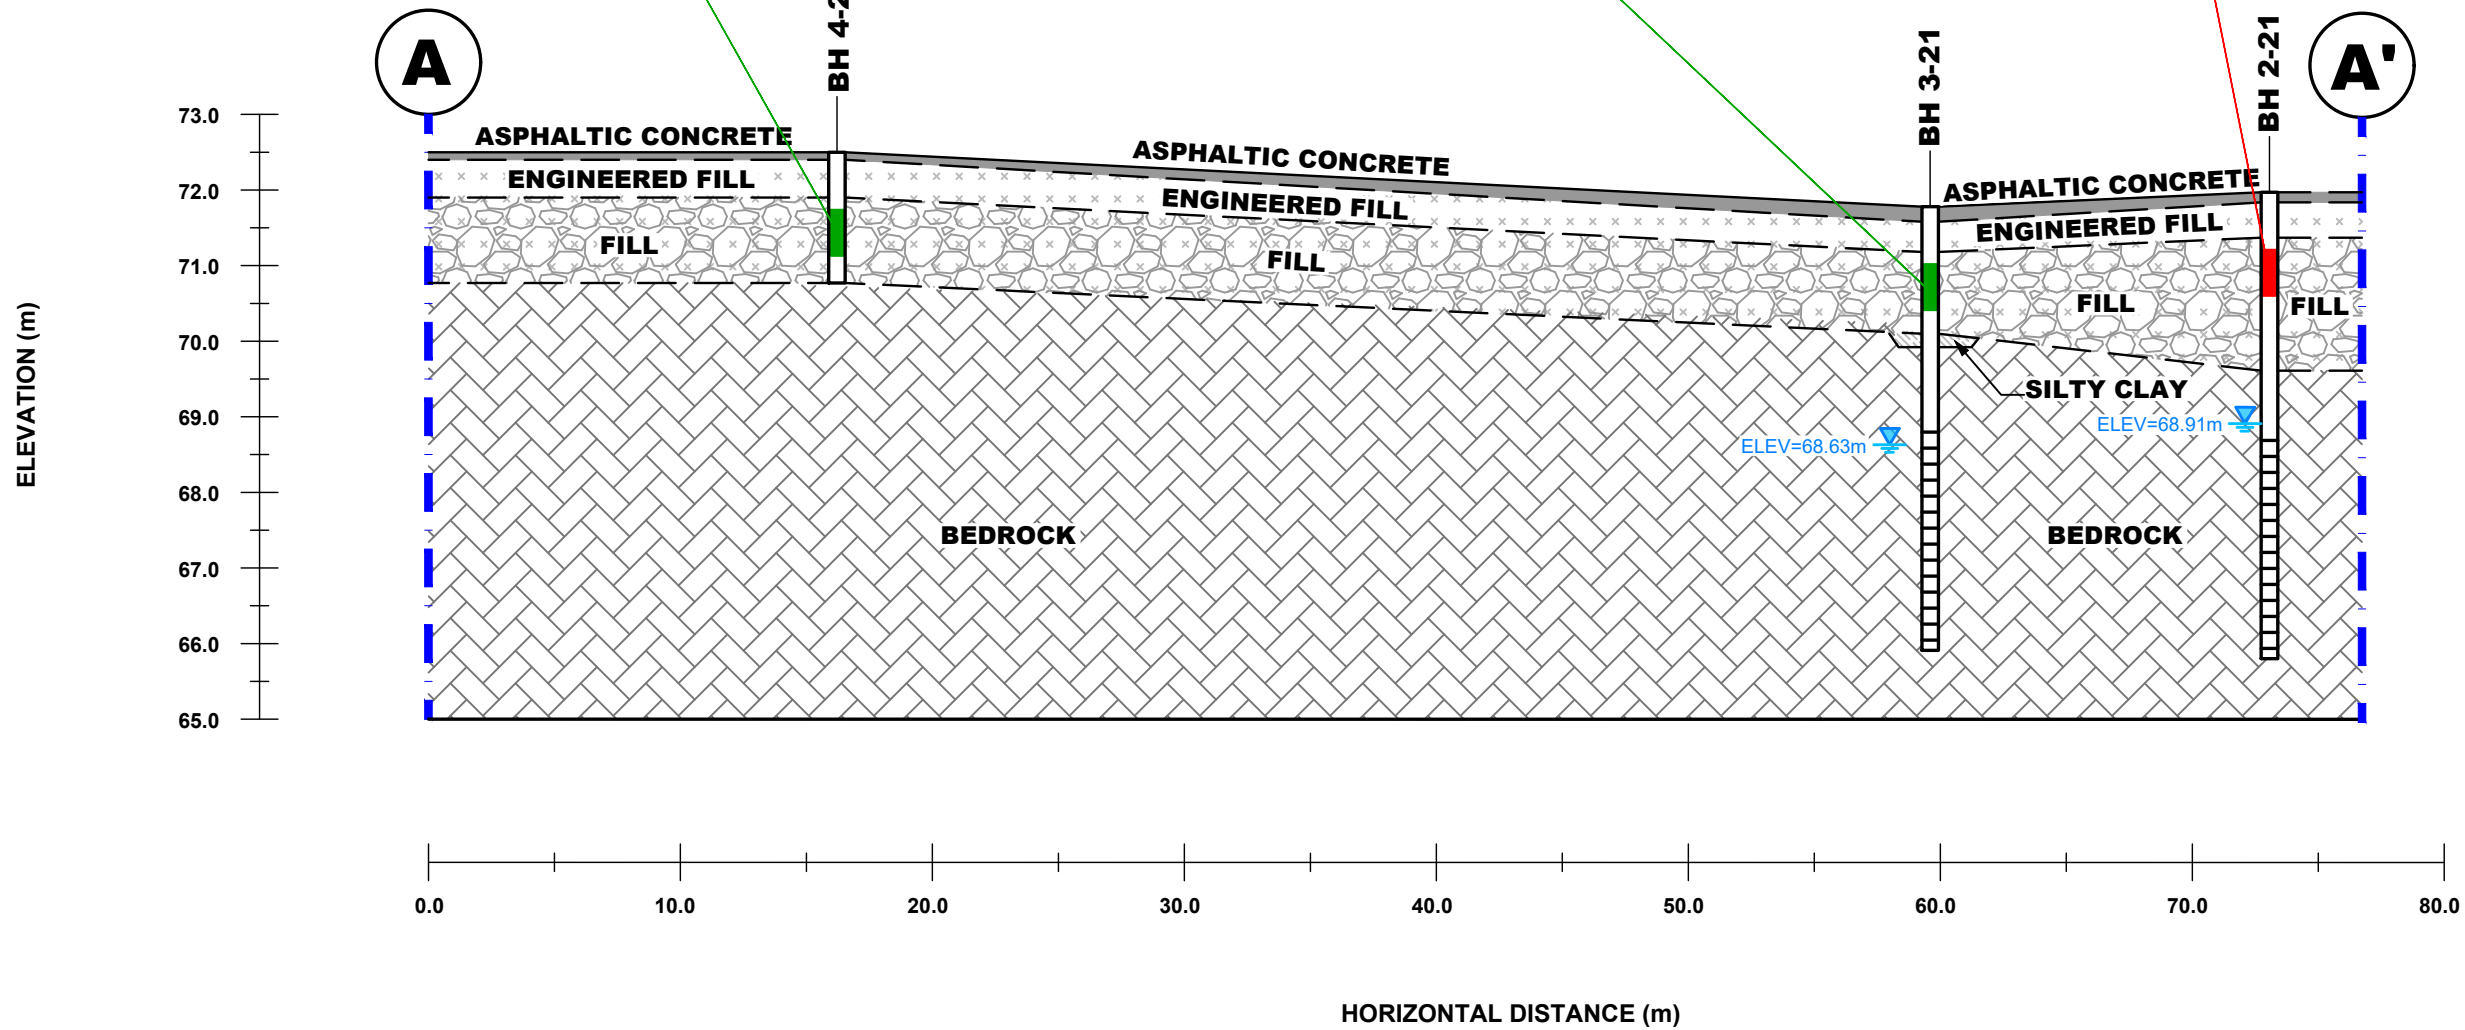 A
BH 4-2
BH 3-21
BH 2-21
A'
73.0
72.0
71.0
70.0
69.0
68.0
67.0
66.0
65.0
ELEVATION (m)
ASPHALTIC CONCRETE
ASPHALTIC CONCRETE
ASPHALTIC CONCRETE
ENGINEERED FILL
ENGINEERED FILL
ENGINEERED FILL
FILL
FILL
FILL
FILL
SILTY CLAY
ELEV=68.63m
ELEV=68.91m
BEDROCK
BEDROCK
0.0
10.0
20.0
30.0
40.0
50.0
60.0
70.0
80.0
HORIZONTAL DISTANCE (m)